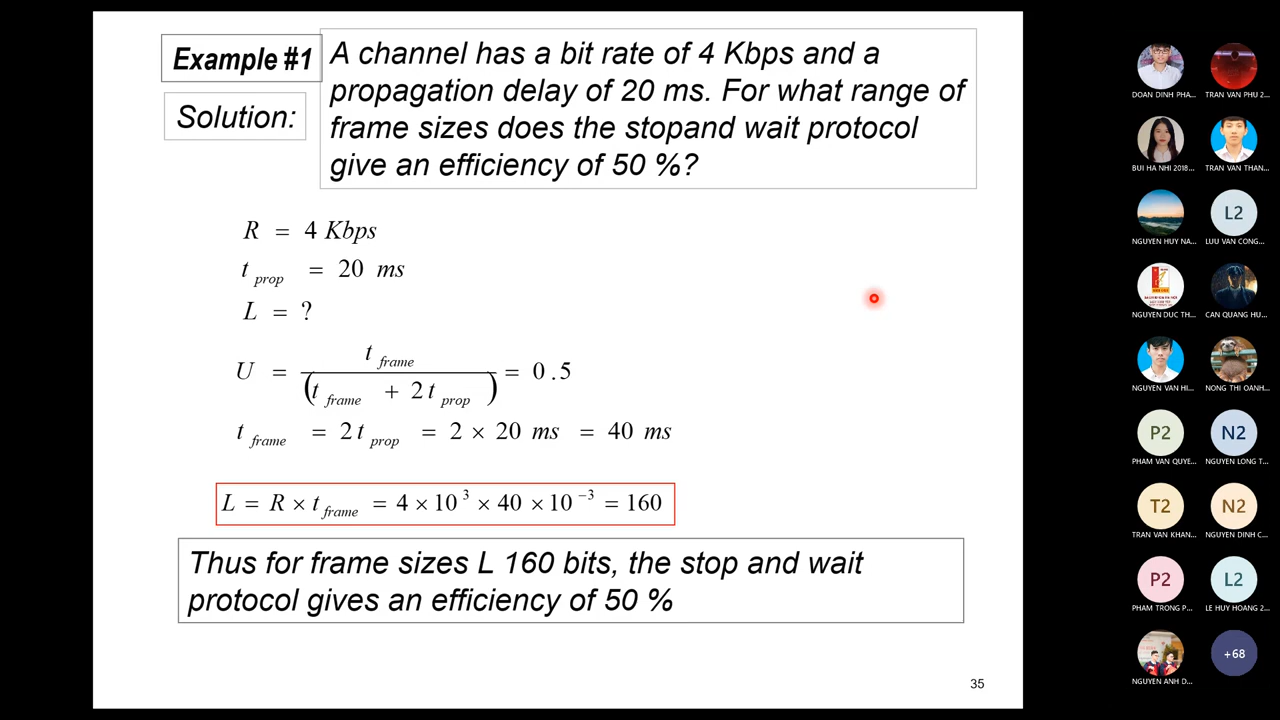 Example #1
A channel has a bit rate of 4 Kbps and a
propagation delay of 20 ms. For what range of
frame sizes does the stopand wait protocol
give an efficiency of 50 %?
Solution:
R = 4 Kbps
t prop = 20 ms
L = ?
U = t frame / (t frame + 2 t prop) = 0.5
t frame = 2 t prop = 2 × 20 ms = 40 ms
L = R × t frame = 4 × 10 3 × 40 × 10 −3 = 160
Thus for frame sizes L 160 bits, the stop and wait
protocol gives an efficiency of 50 %
35
DOAN DINH PHA...
TRAN VAN PHU 2...
BUI HA NHI 2018...
TRAN VAN THAN...
L2
NGUYEN HUY NA...
LUU VAN CONG...
NGUYEN DUC TH...
CAN QUANG HU...
NGUYEN VAN HI...
NONG THI OANH...
P2
N2
PHAM VAN QUYE...
NGUYEN LONG T...
T2
N2
TRAN VAN KHAN...
NGUYEN DINH C...
P2
L2
PHAM TRONG P...
LE HUY HOANG 2...
+68
NGUYEN ANH D...